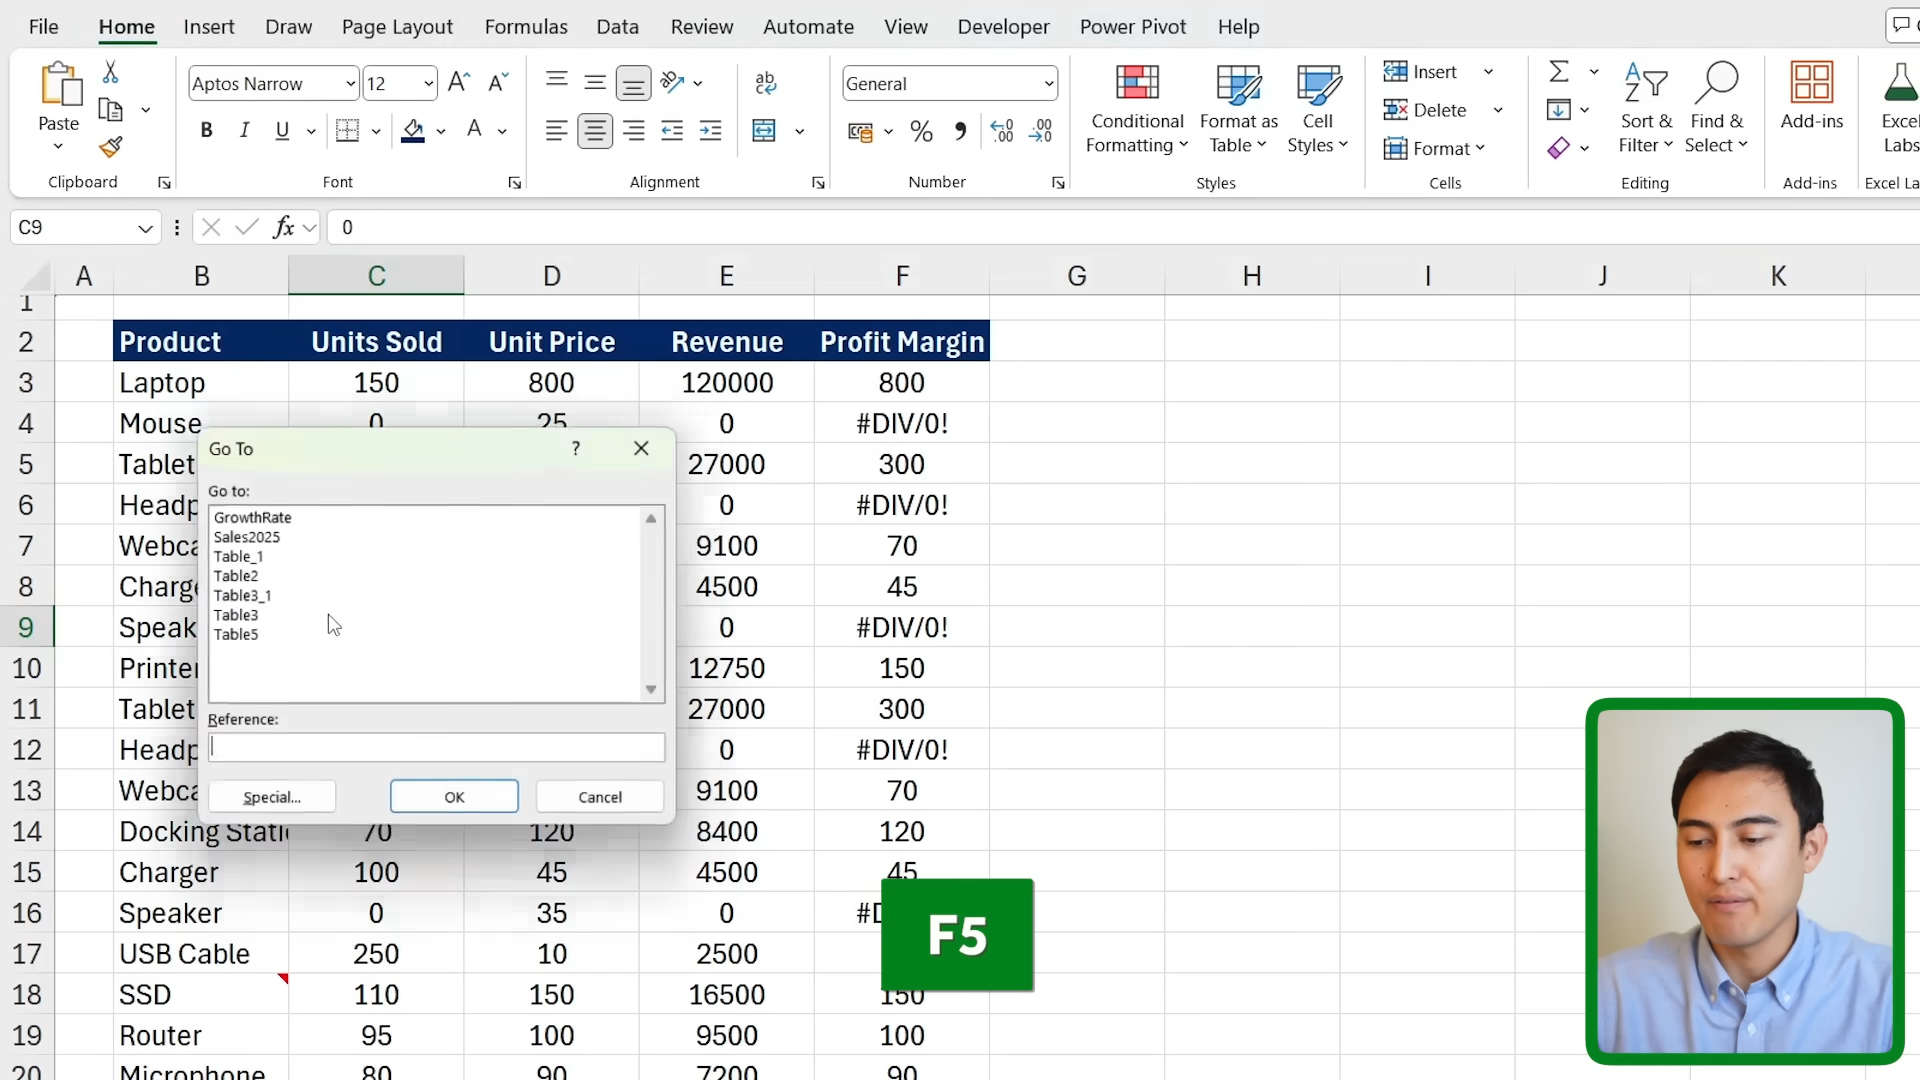 File Home Insert Draw Page Layout Formulas Data Review Automate View Developer Power Pivot Help
Aptos Narrow 12 General
Paste
B I U A
Conditional Formatting
Format as Table
Cell Styles
Insert
Delete
Format
Sort & Filter
Find & Select
Add-ins
Excel Labs
Clipboard Font Alignment Number Styles Cells Editing Add-ins
C9 fx 0
A B C D E F G H I J K
1
2 Product Units Sold Unit Price Revenue Profit Margin
3 Laptop 150 800 120000 800
4 Mouse 0 25 0 #DIV/0!
5 Tablet 27000 300
6 Headp 0 #DIV/0!
7 Webca 9100 70
8 Charge 4500 45
9 Speak 0 #DIV/0!
10 Printer 12750 150
11 Tablet 27000 300
12 Headp 0 #DIV/0!
13 Webca 9100 70
14 Docking Stati 70 120 8400 120
15 Charger 100 45 4500 45
16 Speaker 0 35 0 #D
17 USB Cable 250 10 2500
18 SSD 110 150 16500 150
19 Router 95 100 9500 100
20 Microphone 80 90 7200 90
Go To ?
Go to:
GrowthRate
Sales2025
Table_1
Table2
Table3_1
Table3
Table5
Reference:
Special... OK Cancel
F5